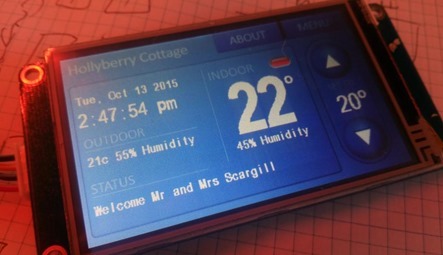 Hollyberry Cottage
ABOUT
MENU
Tue, Oct 13 2015
2:47:54 pm
OUTDOOR
21c 55% Humidity
INDOOR
22°
45% Humidity
20°
STATUS
Welcome Mr and Mrs Scargill